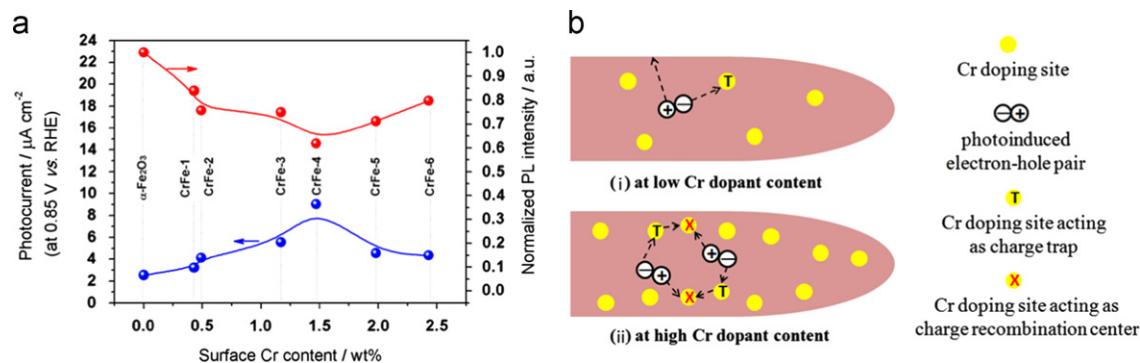 a
Photocurrent / μA cm⁻²
(at 0.85 V vs. RHE)
24
22
20
18
16
14
12
10
8
6
4
2
0
α-Fe₂O₃
CrFe-1
CrFe-2
CrFe-3
CrFe-4
CrFe-5
CrFe-6
1.0
0.9
0.8
0.7
0.6
0.5
0.4
0.3
0.2
0.1
0.0
Normalized PL intensity / a.u.
0.0 0.5 1.0 1.5 2.0 2.5
Surface Cr content / wt%
b
T
+ −
(i) at low Cr dopant content
T X
+ −
− +
X T
(ii) at high Cr dopant content
Cr doping site
− +
photoinduced
electron-hole pair
T
Cr doping site acting
as charge trap
X
Cr doping site acting as
charge recombination center